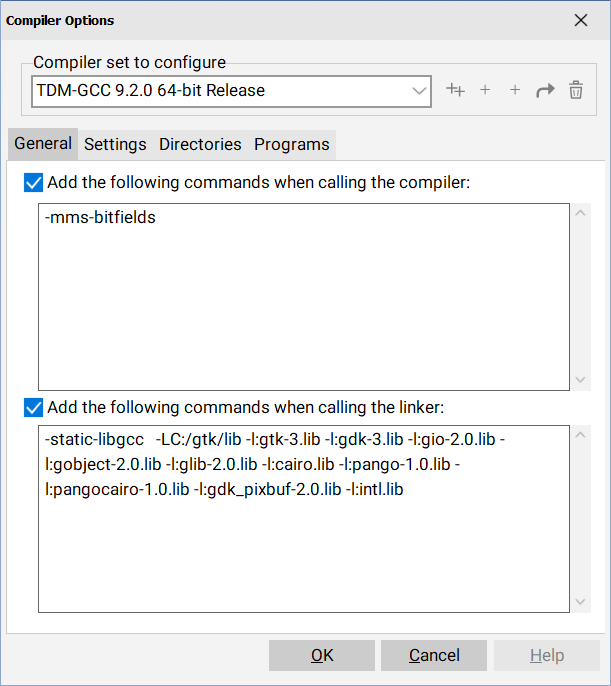 Compiler Options
Compiler set to configure
TDM-GCC 9.2.0 64-bit Release
General Settings Directories Programs
Add the following commands when calling the compiler:
-mms-bitfields
Add the following commands when calling the linker:
-static-libgcc   -LC:/gtk/lib -l:gtk-3.lib -l:gdk-3.lib -l:gio-2.0.lib -
l:gobject-2.0.lib -l:glib-2.0.lib -l:cairo.lib -l:pango-1.0.lib -
l:pangocairo-1.0.lib -l:gdk_pixbuf-2.0.lib -l:intl.lib
OK Cancel Help